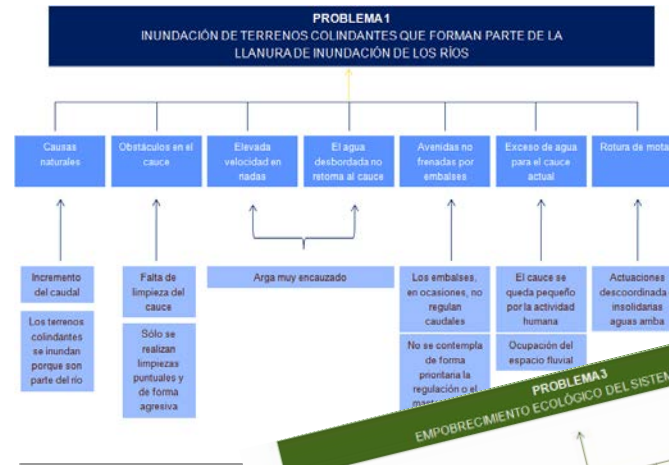 PROBLEMA 1
INUNDACIÓN DE TERRENOS COLINDANTES QUE FORMAN PARTE DE LA
LLANURA DE INUNDACIÓN DE LOS RÍOS
Causas
naturales
Obstáculos en el
cauce
Elevada
velocidad en
riadas
El agua
desbordada no
retorna al cauce
Avenidas no
frenadas por
embalses
Exceso de agua
para el cauce
actual
Rotura de
Incremento
del caudal
Los terrenos
colindantes
se inundan
porque son
parte del río
Falta de
limpieza del
cauce
Sólo se
realizan
limpiezas
puntuales y
de forma
agresiva
Arga muy encauzado
Los embalses,
en ocasiones, no
regulan
caudales
No se contempla
de forma
prioritaria la
regulación o el
El cauce se
queda pequeño
por la actividad
humana
Ocupación del
espacio fluvial
Actuaciones
insolidarias
aguas arriba
PROBLEMA 3
EMPOBRECIMIENTO ECOLÓGICO DEL